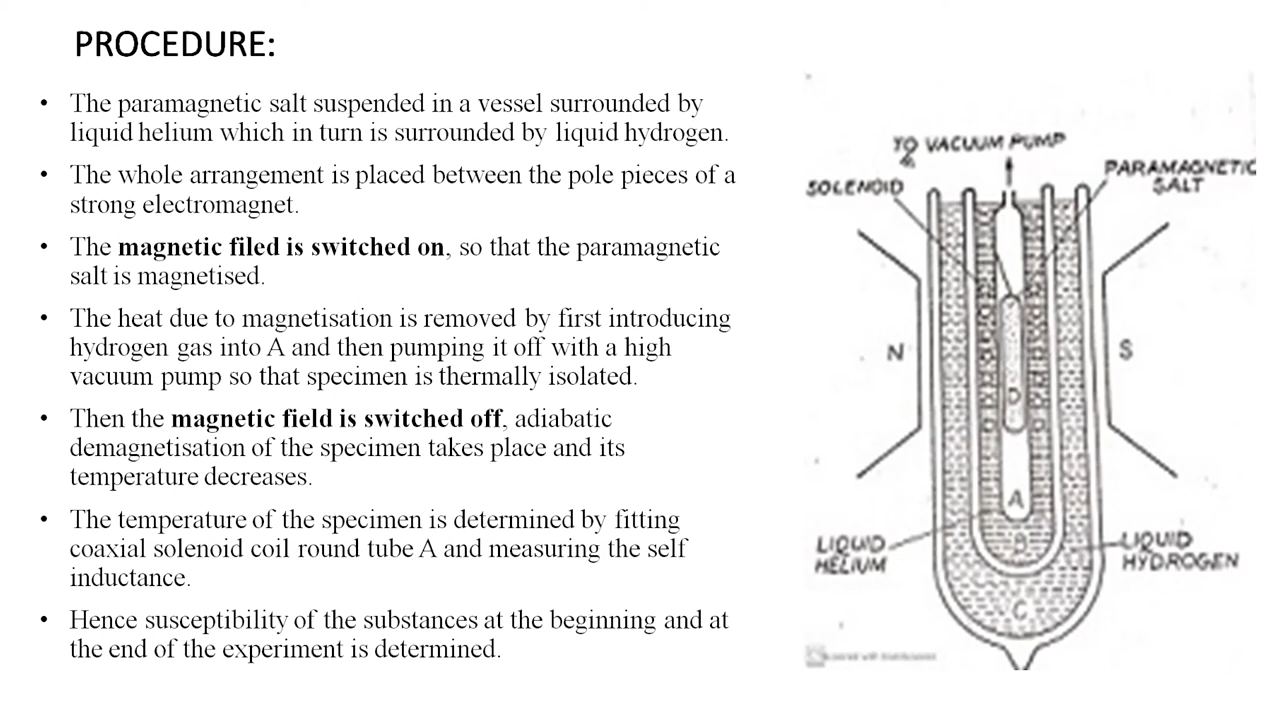 PROCEDURE:
• The paramagnetic salt suspended in a vessel surrounded by
liquid helium which in turn is surrounded by liquid hydrogen.
• The whole arrangement is placed between the pole pieces of a
strong electromagnet.
• The magnetic filed is switched on, so that the paramagnetic
salt is magnetised.
• The heat due to magnetisation is removed by first introducing
hydrogen gas into A and then pumping it off with a high
vacuum pump so that specimen is thermally isolated.
• Then the magnetic field is switched off, adiabatic
demagnetisation of the specimen takes place and its
temperature decreases.
• The temperature of the specimen is determined by fitting
coaxial solenoid coil round tube A and measuring the self
inductance.
• Hence susceptibility of the substances at the beginning and at
the end of the experiment is determined.
TO VACUUM PUMP
SOLENOID
PARAMAGNETIC
SALT
N
S
D
A
B
C
LIQUID
HELIUM
LIQUID
HYDROGEN